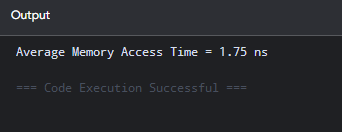 Output
Average Memory Access Time = 1.75 ns
=== Code Execution Successful ===